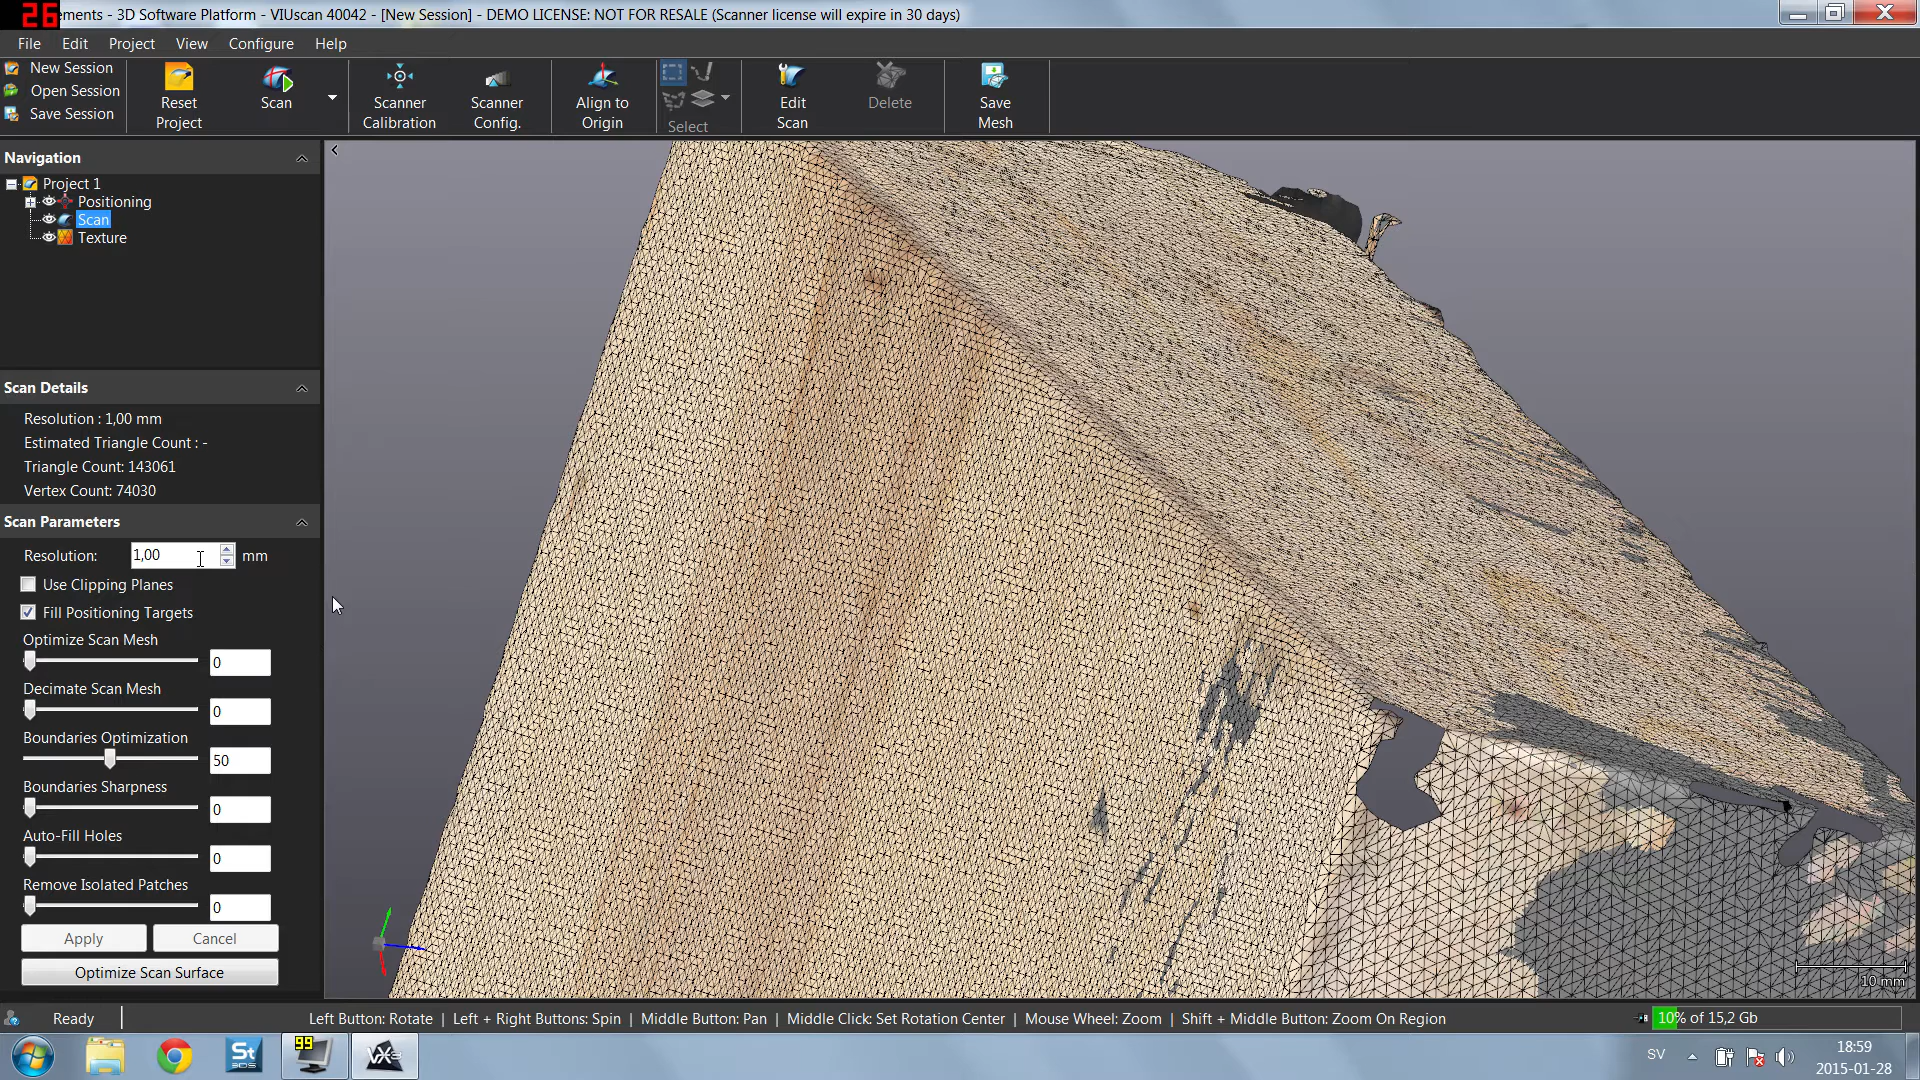 26
ements - 3D Software Platform - VIUscan 40042 - [New Session] - DEMO LICENSE: NOT FOR RESALE (Scanner license will expire in 30 days)
File Edit Project View Configure Help
New Session
Open Session
Save Session
Reset Project
Scan
Scanner Calibration
Scanner Config.
Align to Origin
Select
Edit Scan
Delete
Save Mesh
Navigation
Project 1
Positioning
Scan
Texture
Scan Details
Resolution : 1,00 mm
Estimated Triangle Count : -
Triangle Count: 143061
Vertex Count: 74030
Scan Parameters
Resolution: 1,00 mm
Use Clipping Planes
Fill Positioning Targets
Optimize Scan Mesh
0
Decimate Scan Mesh
0
Boundaries Optimization
50
Boundaries Sharpness
0
Auto-Fill Holes
0
Remove Isolated Patches
0
Apply Cancel
Optimize Scan Surface
10 mm
Ready
Left Button: Rotate | Left + Right Buttons: Spin | Middle Button: Pan | Middle Click: Set Rotation Center | Mouse Wheel: Zoom | Shift + Middle Button: Zoom On Region
10% of 15,2 Gb
St
3DS
99
VX
SV
18:59
2015-01-28